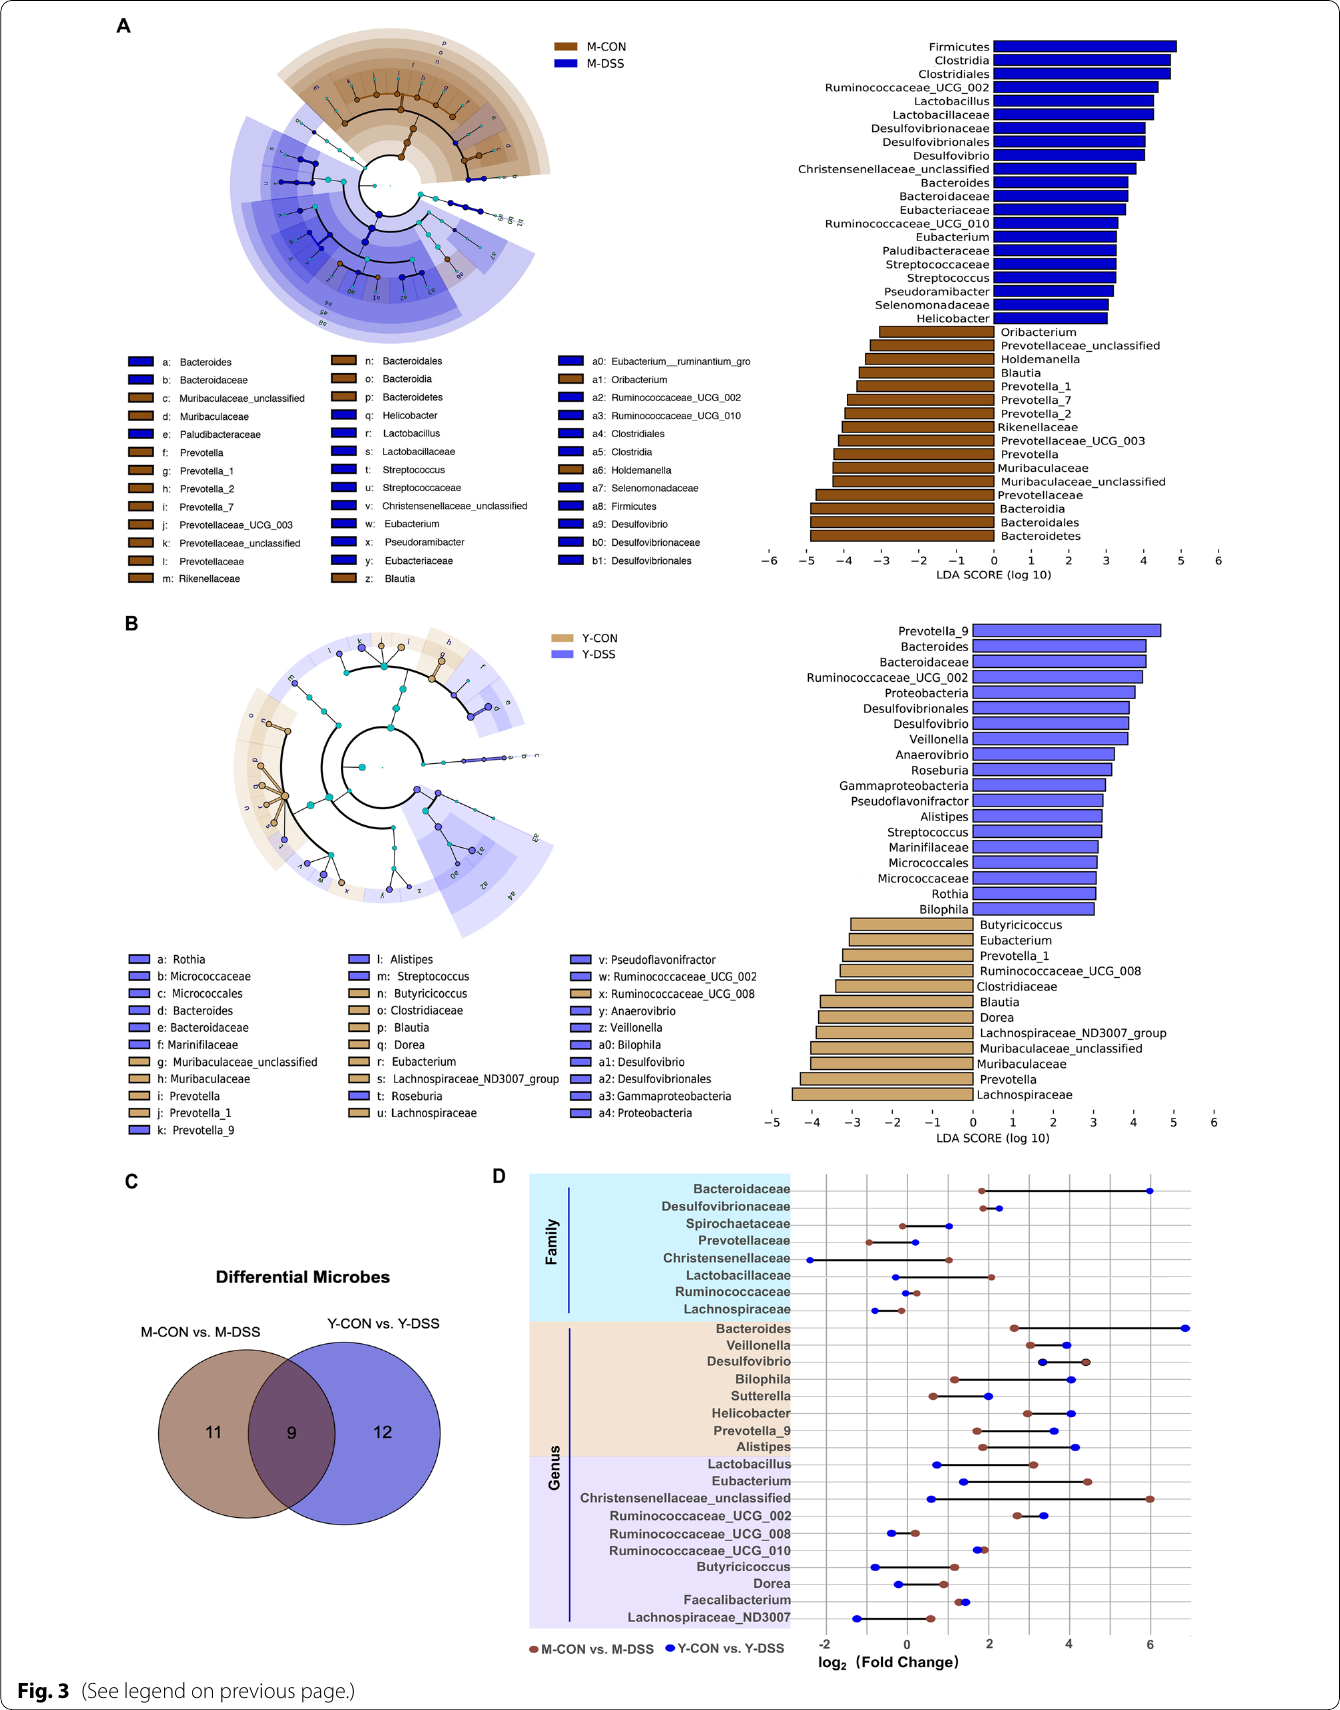 A
M-CON
M-DSS
Firmicutes
Clostridia
Clostridiales
Ruminococcaceae_UCG_002
Lactobacillus
Lactobacillaceae
Desulfovibrionaceae
Desulfovibrionales
Desulfovibrio
Christensenellaceae_unclassified
Bacteroides
Bacteroidaceae
Eubacteriaceae
Ruminococcaceae_UCG_010
Eubacterium
Paludibacteraceae
Streptococcaceae
Streptococcus
Pseudoramibacter
Selenomonadaceae
Helicobacter
Oribacterium
Prevotellaceae_unclassified
Holdemanella
Blautia
Prevotella_1
Prevotella_7
Prevotella_2
Rikenellaceae
Prevotellaceae_UCG_003
Prevotella
Muribaculaceae
Muribaculaceae_unclassified
Prevotellaceae
Bacteroidia
Bacteroidales
Bacteroidetes
−6 −5 −4 −3 −2 −1 0 1 2 3 4 5 6
LDA SCORE (log 10)
a: Bacteroides
b: Bacteroidaceae
c: Muribaculaceae_unclassified
d: Muribaculaceae
e: Paludibacteraceae
f: Prevotella
g: Prevotella_1
h: Prevotella_2
i: Prevotella_7
j: Prevotellaceae_UCG_003
k: Prevotellaceae_unclassified
l: Prevotellaceae
m: Rikenellaceae
n: Bacteroidales
o: Bacteroidia
p: Bacteroidetes
q: Helicobacter
r: Lactobacillus
s: Lactobacillaceae
t: Streptococcus
u: Streptococcaceae
v: Christensenellaceae_unclassified
w: Eubacterium
x: Pseudoramibacter
y: Eubacteriaceae
z: Blautia
a0: Eubacterium__ruminantium_gro
a1: Oribacterium
a2: Ruminococcaceae_UCG_002
a3: Ruminococcaceae_UCG_010
a4: Clostridiales
a5: Clostridia
a6: Holdemanella
a7: Selenomonadaceae
a8: Firmicutes
a9: Desulfovibrio
b0: Desulfovibrionaceae
b1: Desulfovibrionales
B
Y-CON
Y-DSS
Prevotella_9
Bacteroides
Bacteroidaceae
Ruminococcaceae_UCG_002
Proteobacteria
Desulfovibrionales
Desulfovibrio
Veillonella
Anaerovibrio
Roseburia
Gammaproteobacteria
Pseudoflavonifractor
Alistipes
Streptococcus
Marinifilaceae
Micrococcales
Micrococcaceae
Rothia
Bilophila
Butyricicoccus
Eubacterium
Prevotella_1
Ruminococcaceae_UCG_008
Clostridiaceae
Blautia
Dorea
Lachnospiraceae_ND3007_group
Muribaculaceae_unclassified
Muribaculaceae
Prevotella
Lachnospiraceae
−5 −4 −3 −2 −1 0 1 2 3 4 5 6
LDA SCORE (log 10)
a: Rothia
b: Micrococcaceae
c: Micrococcales
d: Bacteroides
e: Bacteroidaceae
f: Marinifilaceae
g: Muribaculaceae_unclassified
h: Muribaculaceae
i: Prevotella
j: Prevotella_1
k: Prevotella_9
l: Alistipes
m: Streptococcus
n: Butyricicoccus
o: Clostridiaceae
p: Blautia
q: Dorea
r: Eubacterium
s: Lachnospiraceae_ND3007_group
t: Roseburia
u: Lachnospiraceae
v: Pseudoflavonifractor
w: Ruminococcaceae_UCG_002
x: Ruminococcaceae_UCG_008
y: Anaerovibrio
z: Veillonella
a0: Bilophila
a1: Desulfovibrio
a2: Desulfovibrionales
a3: Gammaproteobacteria
a4: Proteobacteria
C
Differential Microbes
M-CON vs. M-DSS
Y-CON vs. Y-DSS
11
9
12
D
Family
Bacteroidaceae
Desulfovibrionaceae
Spirochaetaceae
Prevotellaceae
Christensenellaceae
Lactobacillaceae
Ruminococcaceae
Lachnospiraceae
Genus
Bacteroides
Veillonella
Desulfovibrio
Bilophila
Sutterella
Helicobacter
Prevotella_9
Alistipes
Lactobacillus
Eubacterium
Christensenellaceae_unclassified
Ruminococcaceae_UCG_002
Ruminococcaceae_UCG_008
Ruminococcaceae_UCG_010
Butyricicoccus
Dorea
Faecalibacterium
Lachnospiraceae_ND3007
-2 0 2 4 6
M-CON vs. M-DSS
Y-CON vs. Y-DSS
log2 (Fold Change)
Fig. 3 (See legend on previous page.)